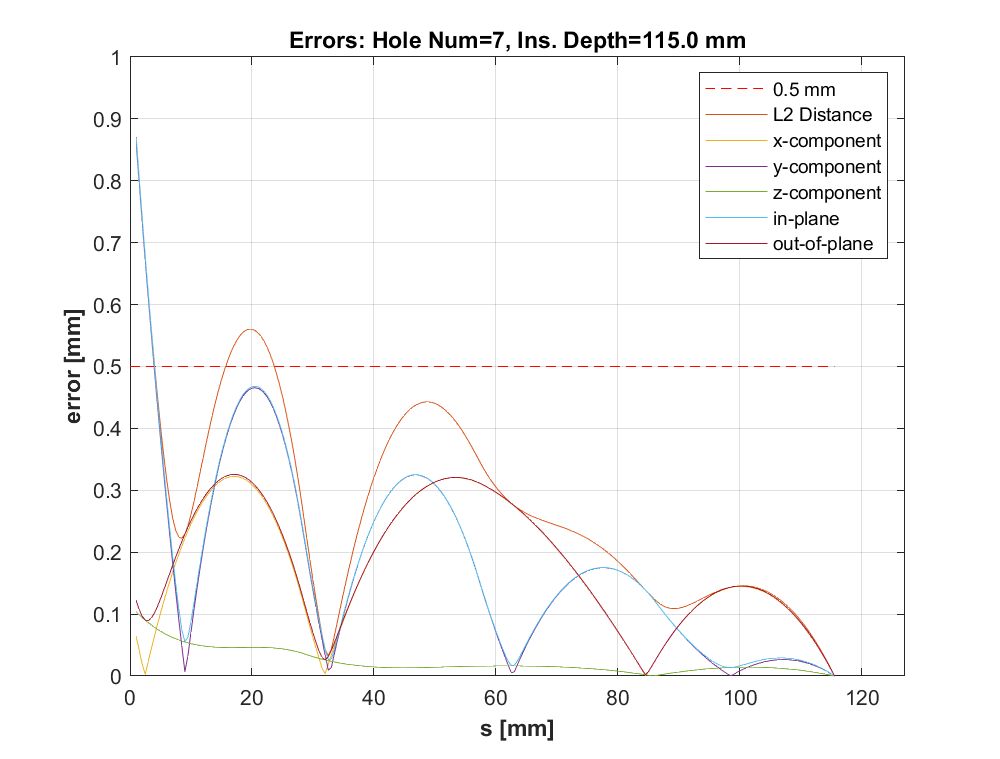 Errors: Hole Num=7, Ins. Depth=115.0 mm
1
0.9
0.8
0.7
0.6
0.5
0.4
0.3
0.2
0.1
0
error [mm]
0.5 mm
L2 Distance
x-component
y-component
z-component
in-plane
out-of-plane
0 20 40 60 80 100 120
s [mm]